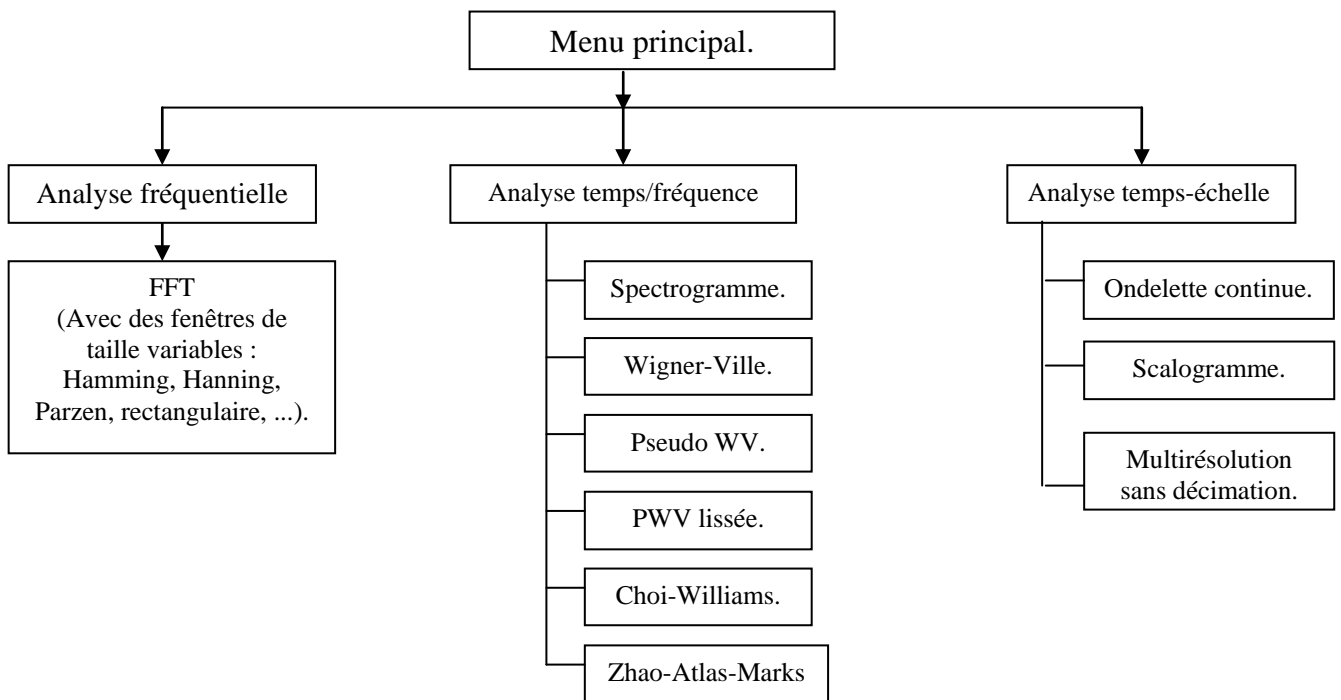 Menu principal.
Analyse fréquentielle
Analyse temps/fréquence
Analyse temps-échelle
FFT
(Avec des fenêtres de
taille variables :
Hamming, Hanning,
Parzen, rectangulaire, ...).
Spectrogramme.
Wigner-Ville.
Pseudo WV.
PWV lissée.
Choi-Williams.
Zhao-Atlas-Marks
Ondelette continue.
Scalogramme.
Multirésolution
sans décimation.